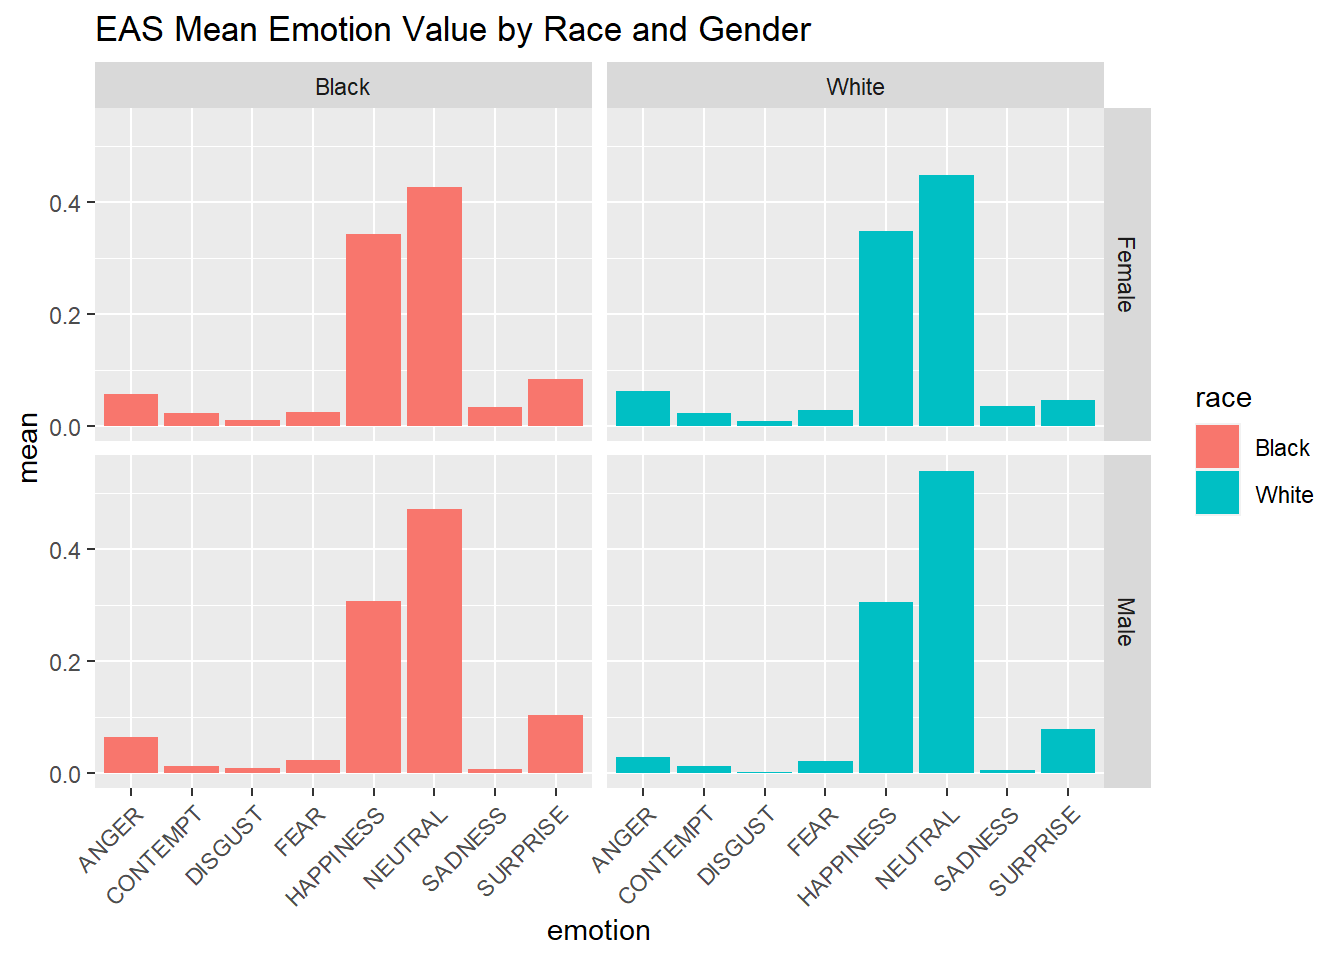 EAS Mean Emotion Value by Race and Gender
Black
White
0.4
0.2
0.0
Female
0.4
0.2
0.0
Male
mean
ANGER
CONTEMPT
DISGUST
FEAR
HAPPINESS
NEUTRAL
SADNESS
SURPRISE
ANGER
CONTEMPT
DISGUST
FEAR
HAPPINESS
NEUTRAL
SADNESS
SURPRISE
emotion
race
Black
White